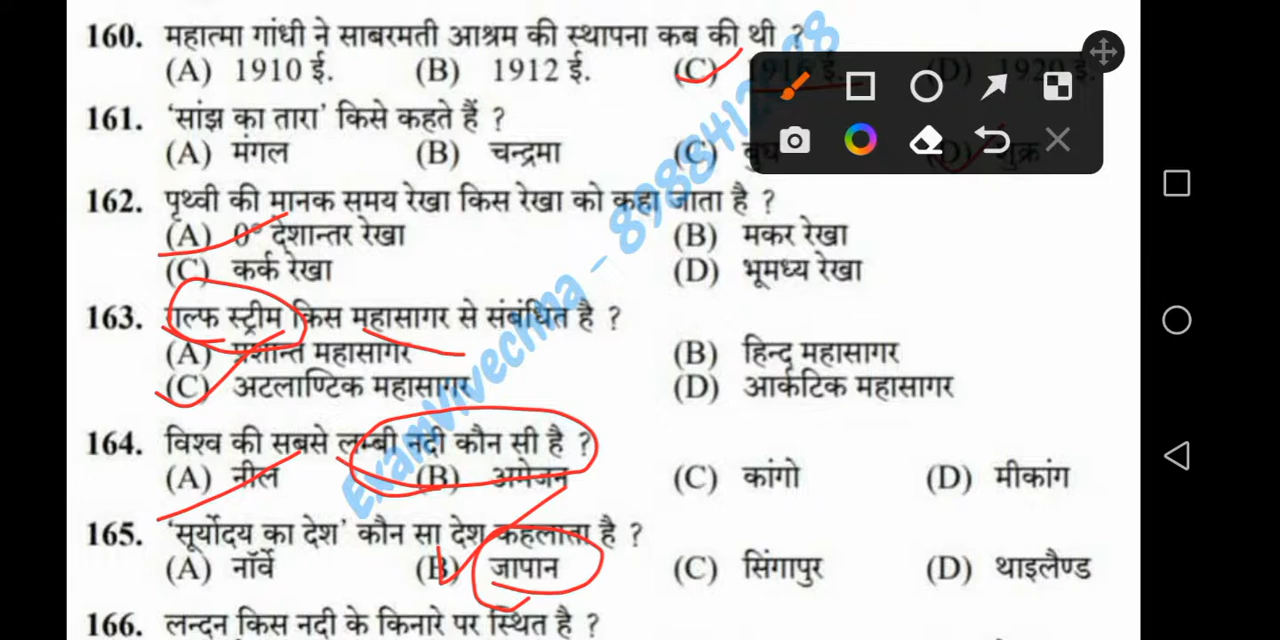 160. महात्मा गांधी ने साबरमती आश्रम की स्थापना कब की थी ?
(A) 1910 ई. (B) 1912 ई. (C) 1916 ई. (D) 1920 ई.
161. ‘सांझ का तारा’ किसे कहते हैं ?
(A) मंगल (B) चन्द्रमा (C) बुध (D) शुक्र
162. पृथ्वी की मानक समय रेखा किस रेखा को कहा जाता है ?
(A) 0° देशान्तर रेखा (B) मकर रेखा
(C) कर्क रेखा (D) भूमध्य रेखा
163. गल्फ स्ट्रीम किस महासागर से संबंधित है ?
(A) प्रशान्त महासागर (B) हिन्द महासागर
(C) अटलाण्टिक महासागर (D) आर्कटिक महासागर
164. विश्व की सबसे लम्बी नदी कौन सी है ?
(A) नील (B) अमेजन (C) कांगो (D) मीकांग
165. ‘सूर्योदय का देश’ कौन सा देश कहलाता है ?
(A) नॉर्वे (B) जापान (C) सिंगापुर (D) थाइलैण्ड
166. लन्दन किस नदी के किनारे पर स्थित है ?